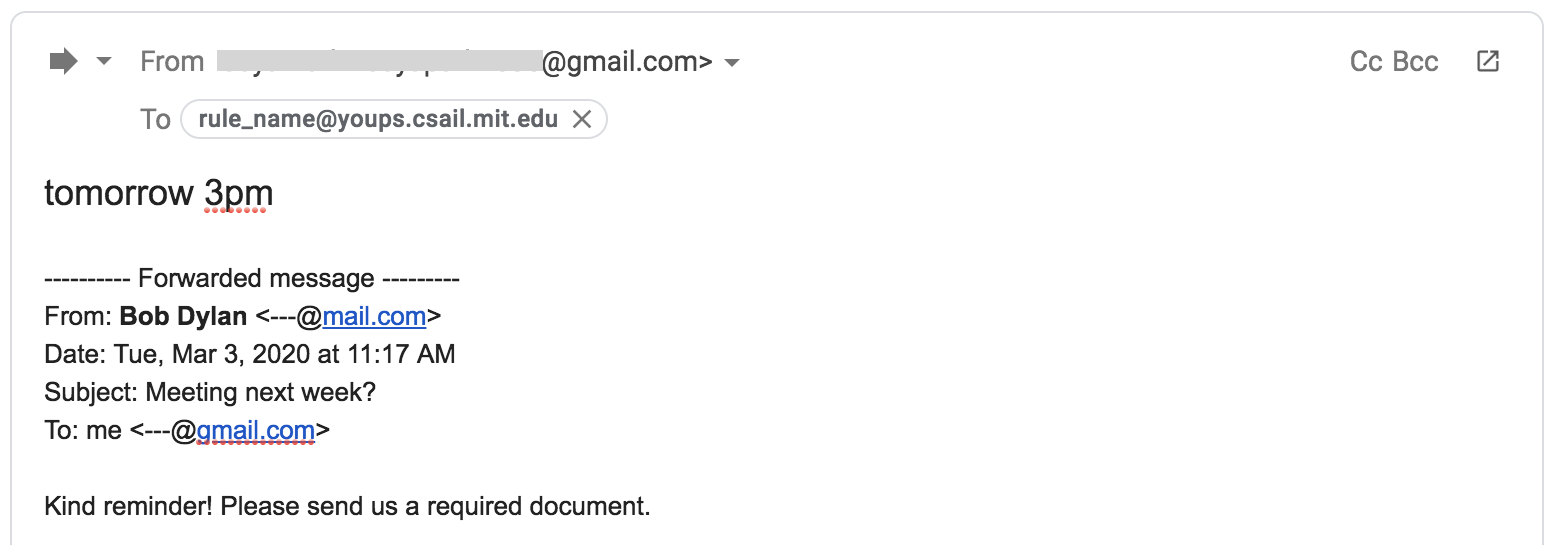 From @gmail.com> Cc Bcc
To rule_name@youps.csail.mit.edu
tomorrow 3pm
---------- Forwarded message ---------
From: Bob Dylan <---@mail.com>
Date: Tue, Mar 3, 2020 at 11:17 AM
Subject: Meeting next week?
To: me <---@gmail.com>
Kind reminder! Please send us a required document.